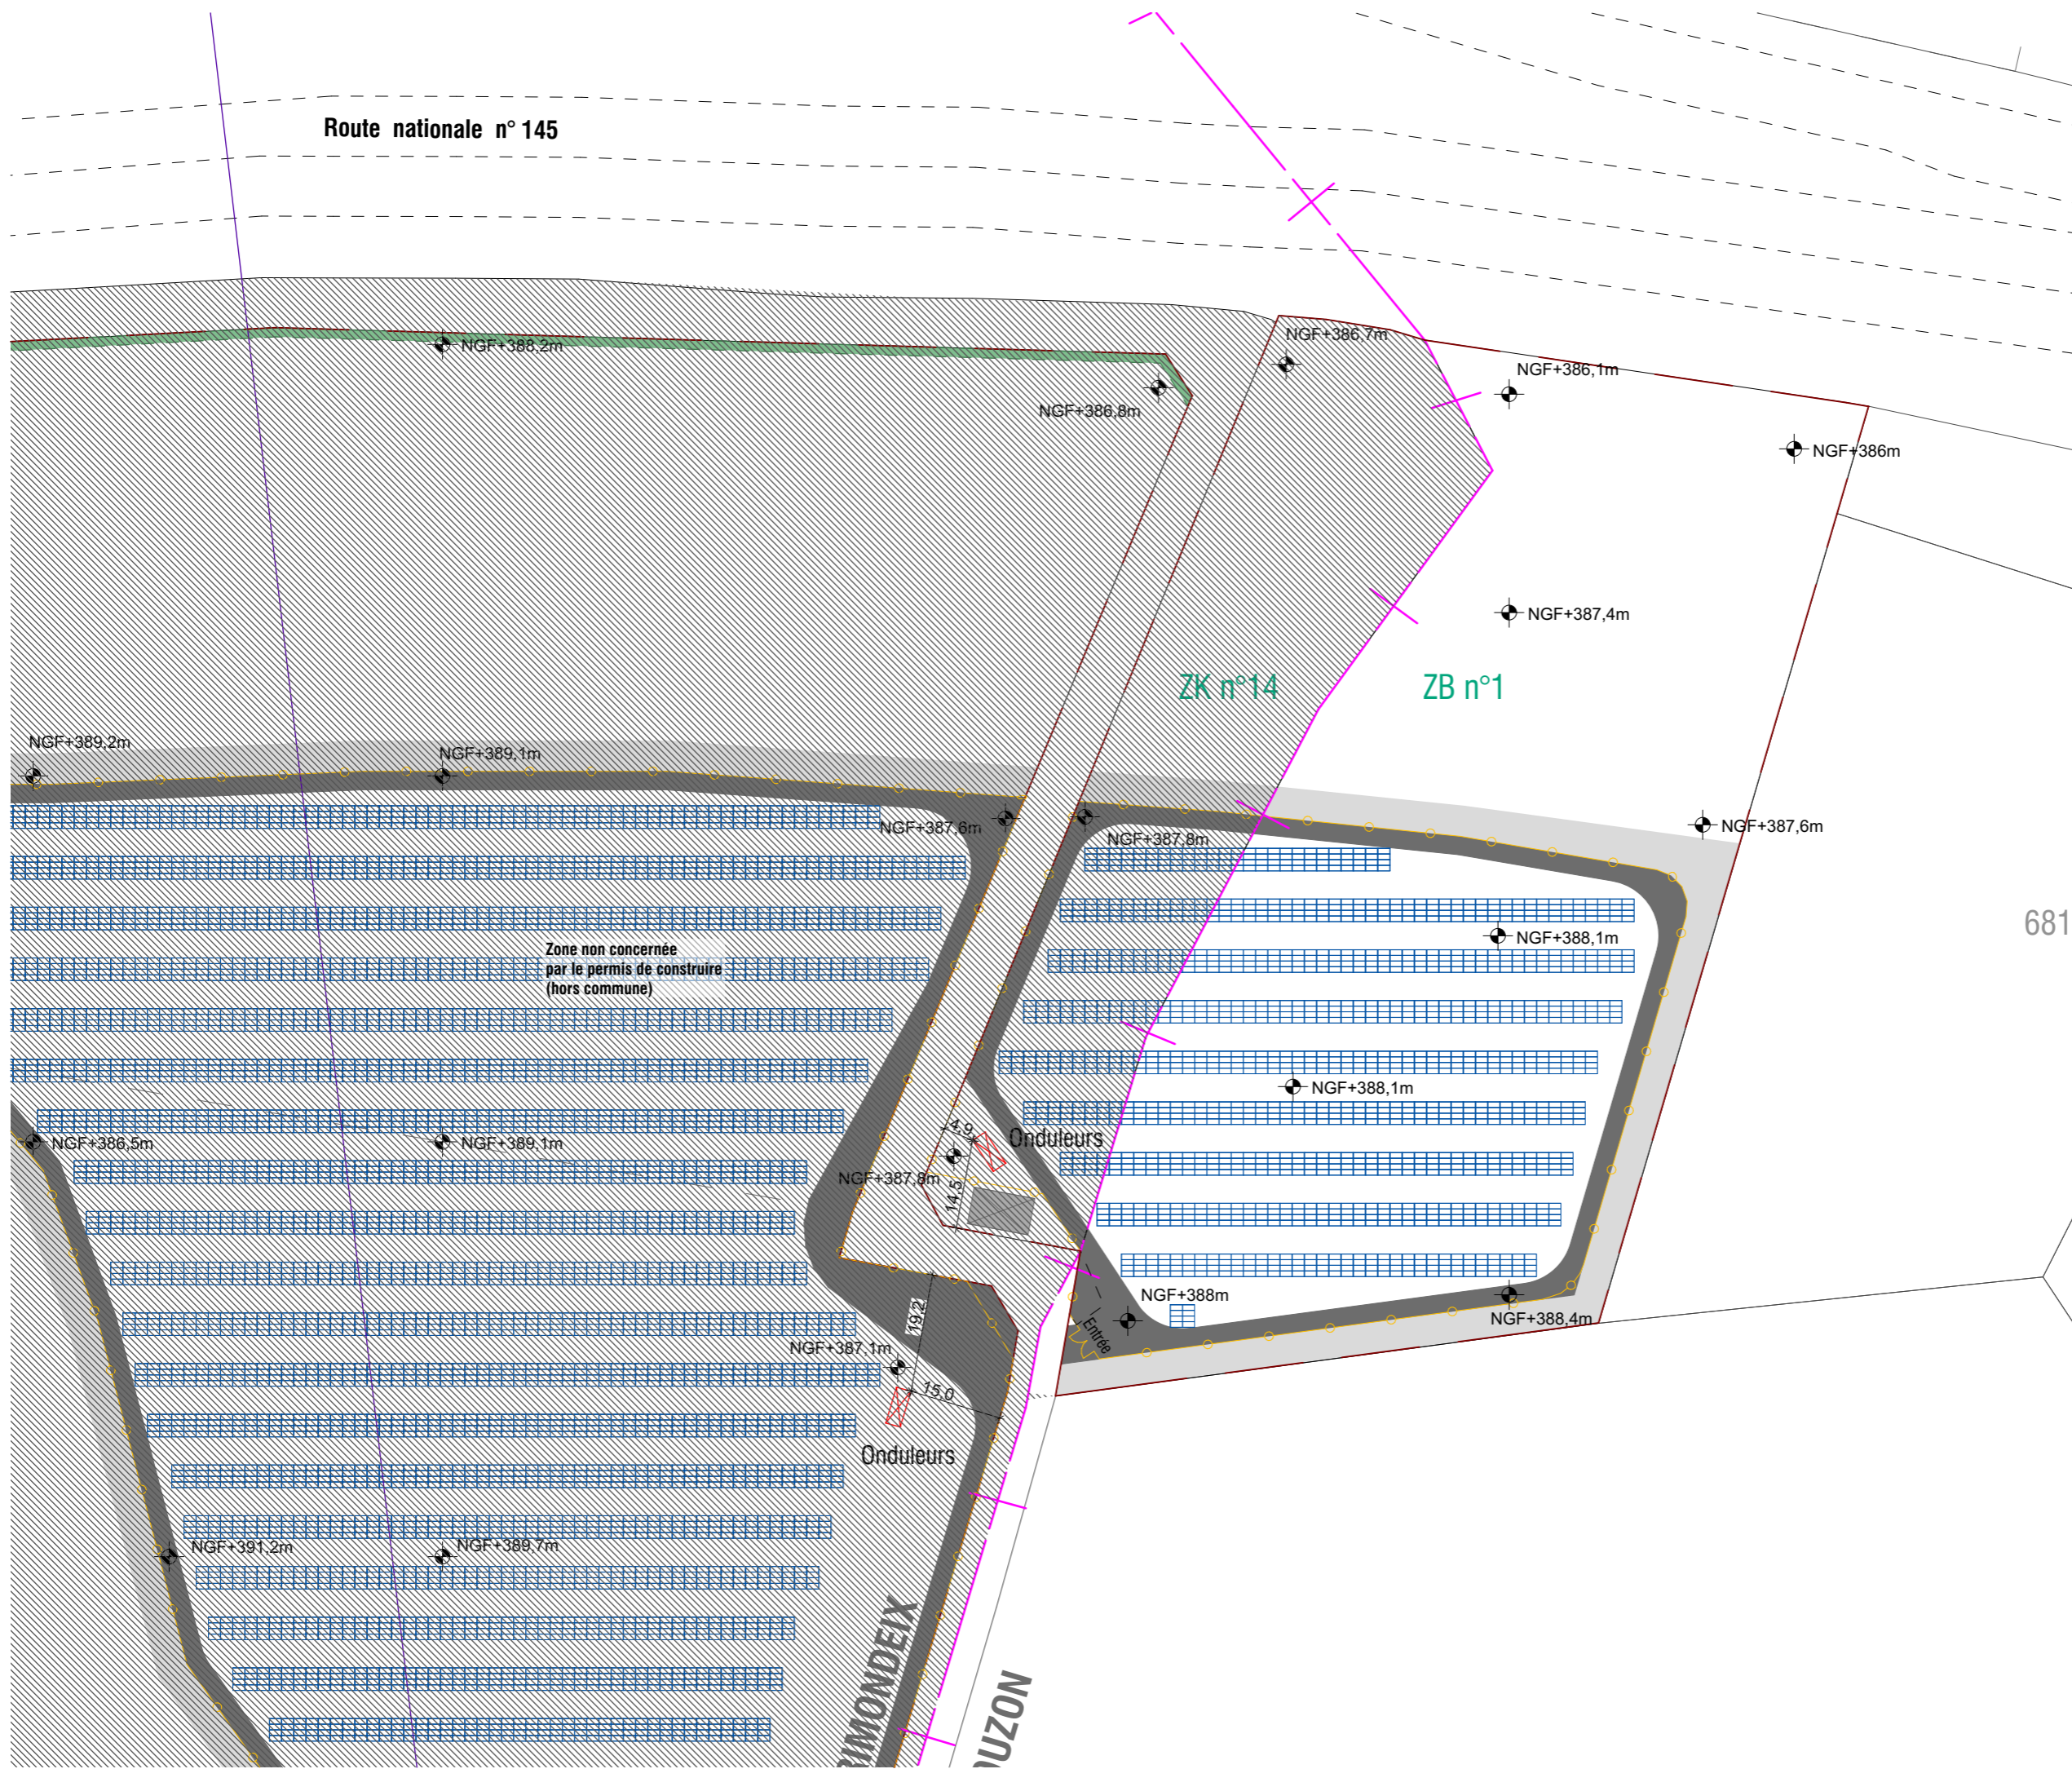 Route nationale n° 145
NGF+386,7m
NGF+388,2m
NGF+386,1m
NGF+386,8m
NGF+386m
NGF+387,4m
ZK n°14
ZB n°1
NGF+389,2m
NGF+389,1m
NGF+387,6m
NGF+387,8m
NGF+387,6m
681
NGF+388,1m
Zone non concernée
par le permis de construire
(hors commune)
NGF+388,1m
4,9
Onduleurs
NGF+386,5m
NGF+389,1m
NGF+387,8m
14,5
NGF+388m
19,2
Entrée
NGF+388,4m
NGF+387,1m
15,0
Onduleurs
NGF+391,2m
NGF+389,7m
RIMONDEIX
OUZON